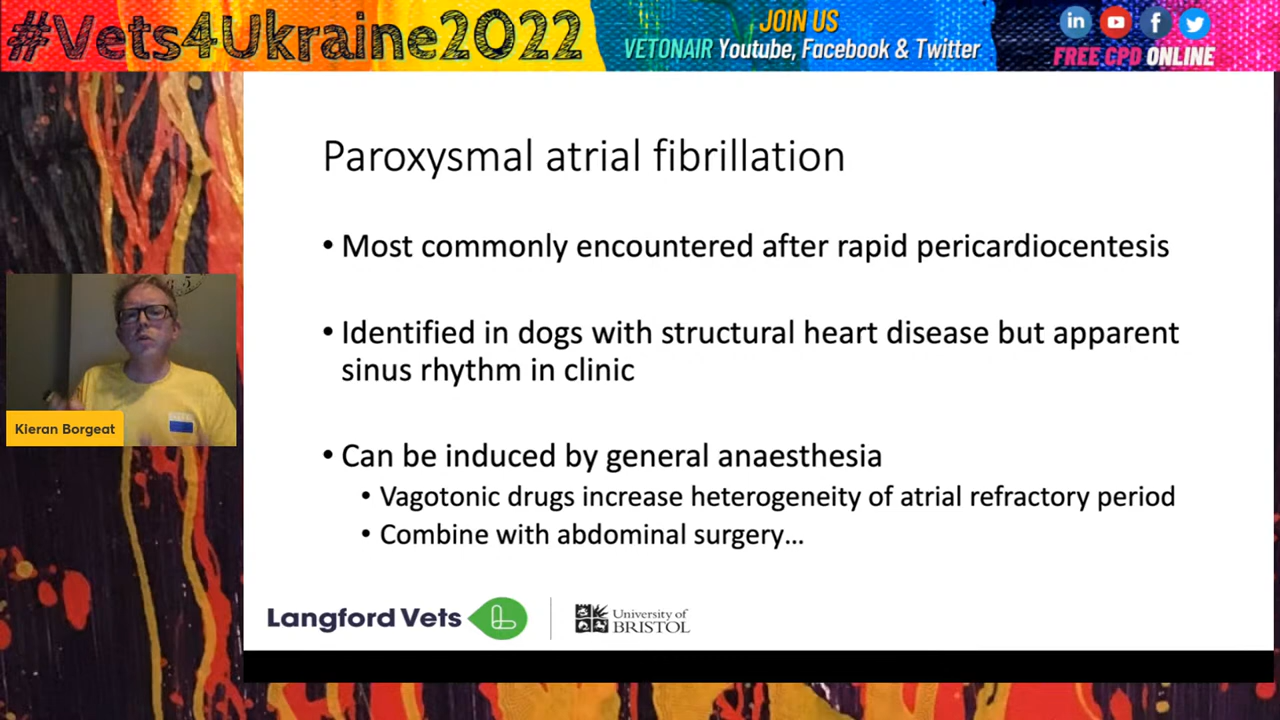 #Vets4Ukraine2022
JOIN US
VETONAIR Youtube, Facebook & Twitter
FREE CPD ONLINE
Paroxysmal atrial fibrillation
• Most commonly encountered after rapid pericardiocentesis
• Identified in dogs with structural heart disease but apparent
sinus rhythm in clinic
• Can be induced by general anaesthesia
• Vagotonic drugs increase heterogeneity of atrial refractory period
• Combine with abdominal surgery…
Kieran Borgeat
Langford Vets
University of
BRISTOL